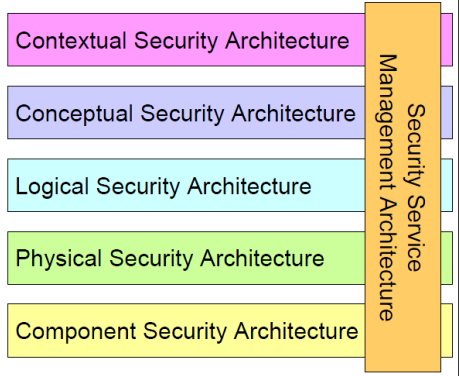 Contextual Security Architecture
Conceptual Security Architecture
Logical Security Architecture
Physical Security Architecture
Component Security Architecture
Security Service
Management Architecture